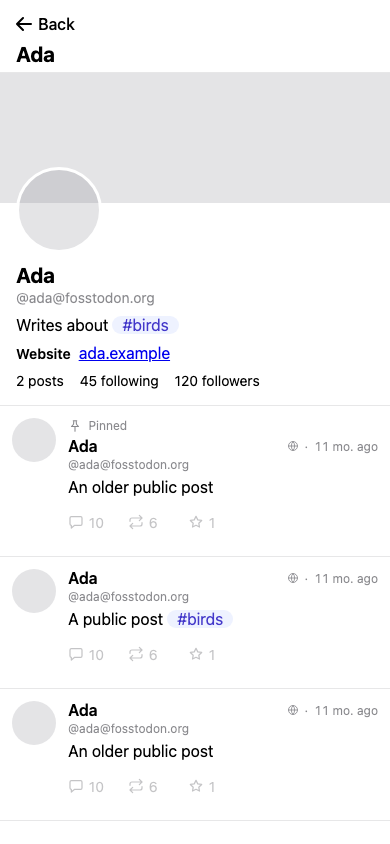 Back
Ada
Ada
@ada@fosstodon.org
Writes about #birds
Website ada.example
2 posts 45 following 120 followers
Pinned
Ada · 11 mo. ago
@ada@fosstodon.org
An older public post
10 6 1
Ada · 11 mo. ago
@ada@fosstodon.org
A public post #birds
10 6 1
Ada · 11 mo. ago
@ada@fosstodon.org
An older public post
10 6 1